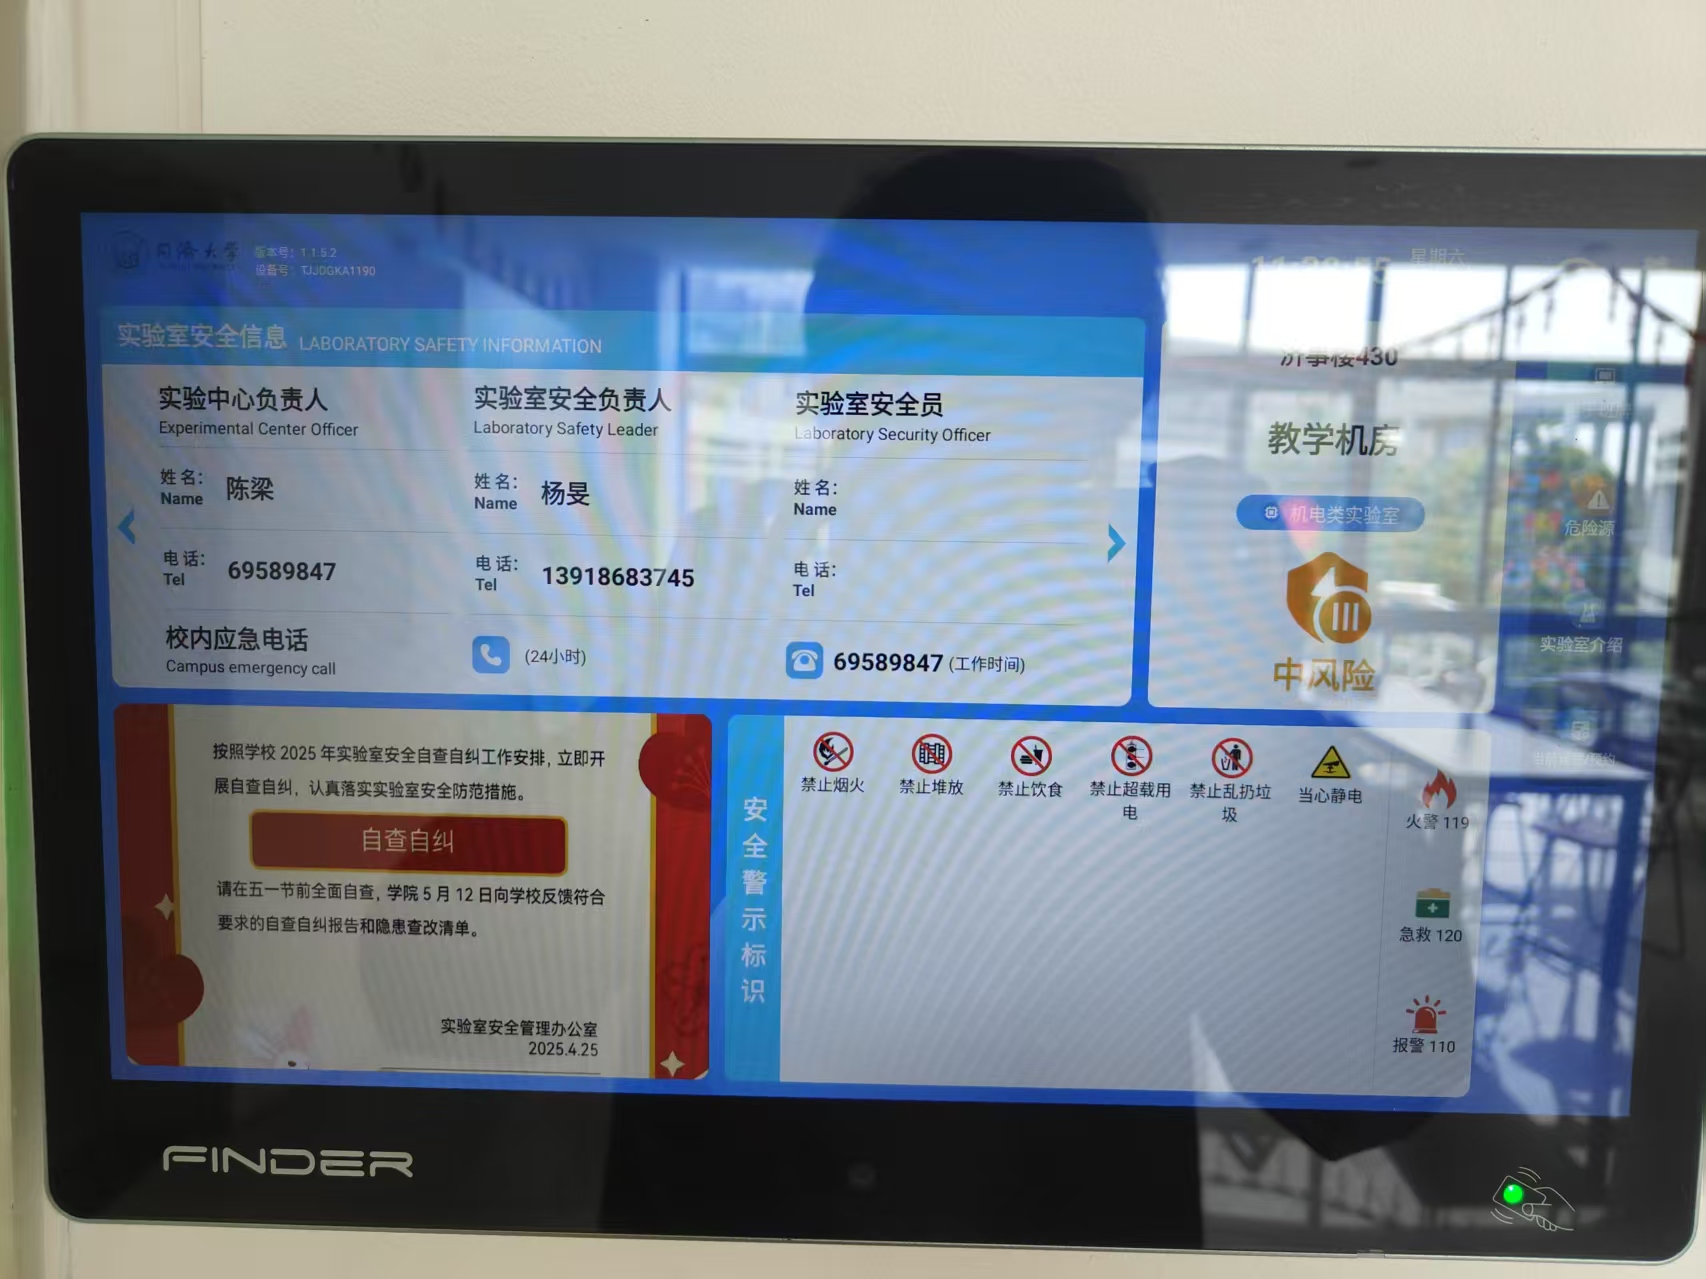 同济大学
版本号：1.1.5.2
设备号：TJJDGKA1190
星期六
实验室安全信息 LABORATORY SAFETY INFORMATION
实验中心负责人
Experimental Center Officer
姓名：
Name
陈梁
电话：
Tel
69589847
实验室安全负责人
Laboratory Safety Leader
姓名：
Name
杨旻
电话：
Tel
13918683745
实验室安全员
Laboratory Security Officer
姓名：
Name
电话：
Tel
校内应急电话
Campus emergency call
(24小时)
69589847 (工作时间)
济事楼430
教学机房
机电类实验室
中风险
危险源
实验室介绍
按照学校 2025 年实验室安全自查自纠工作安排，立即开
展自查自纠，认真落实实验室安全防范措施。
自查自纠
请在五一节前全面自查，学院 5 月 12 日向学校反馈符合
要求的自查自纠报告和隐患查改清单。
实验室安全管理办公室
2025.4.25
安全警示标识
禁止烟火
禁止堆放
禁止饮食
禁止超载用
电
禁止乱扔垃
圾
当心静电
火警 119
急救 120
报警 110
FINDER